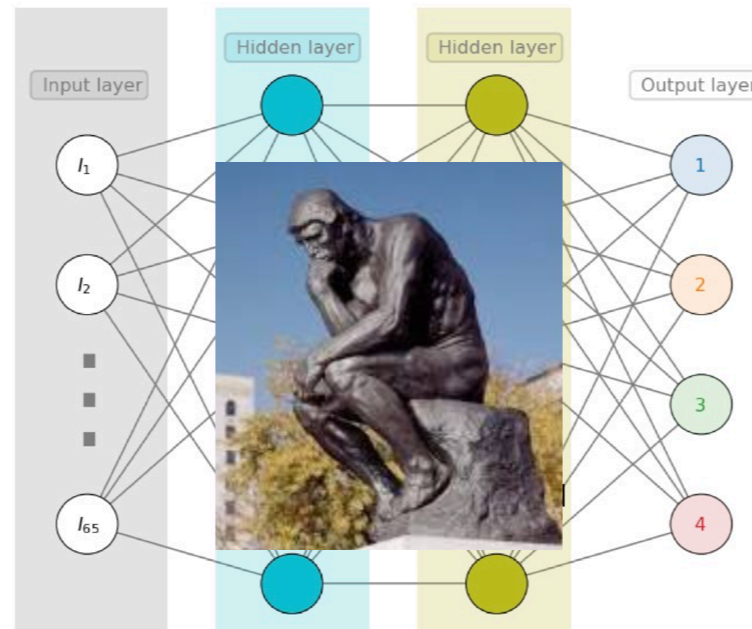 Hidden layer
Hidden layer
Input layer
Output layer
I1
1
I2
2
3
I65
4